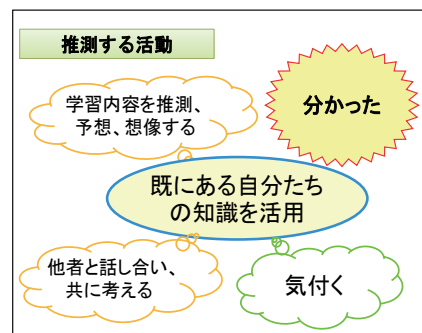 推測する活動
学習内容を推測、
予想、想像する
分かった
既にある自分たち
の知識を活用
他者と話し合い、
共に考える
気付く